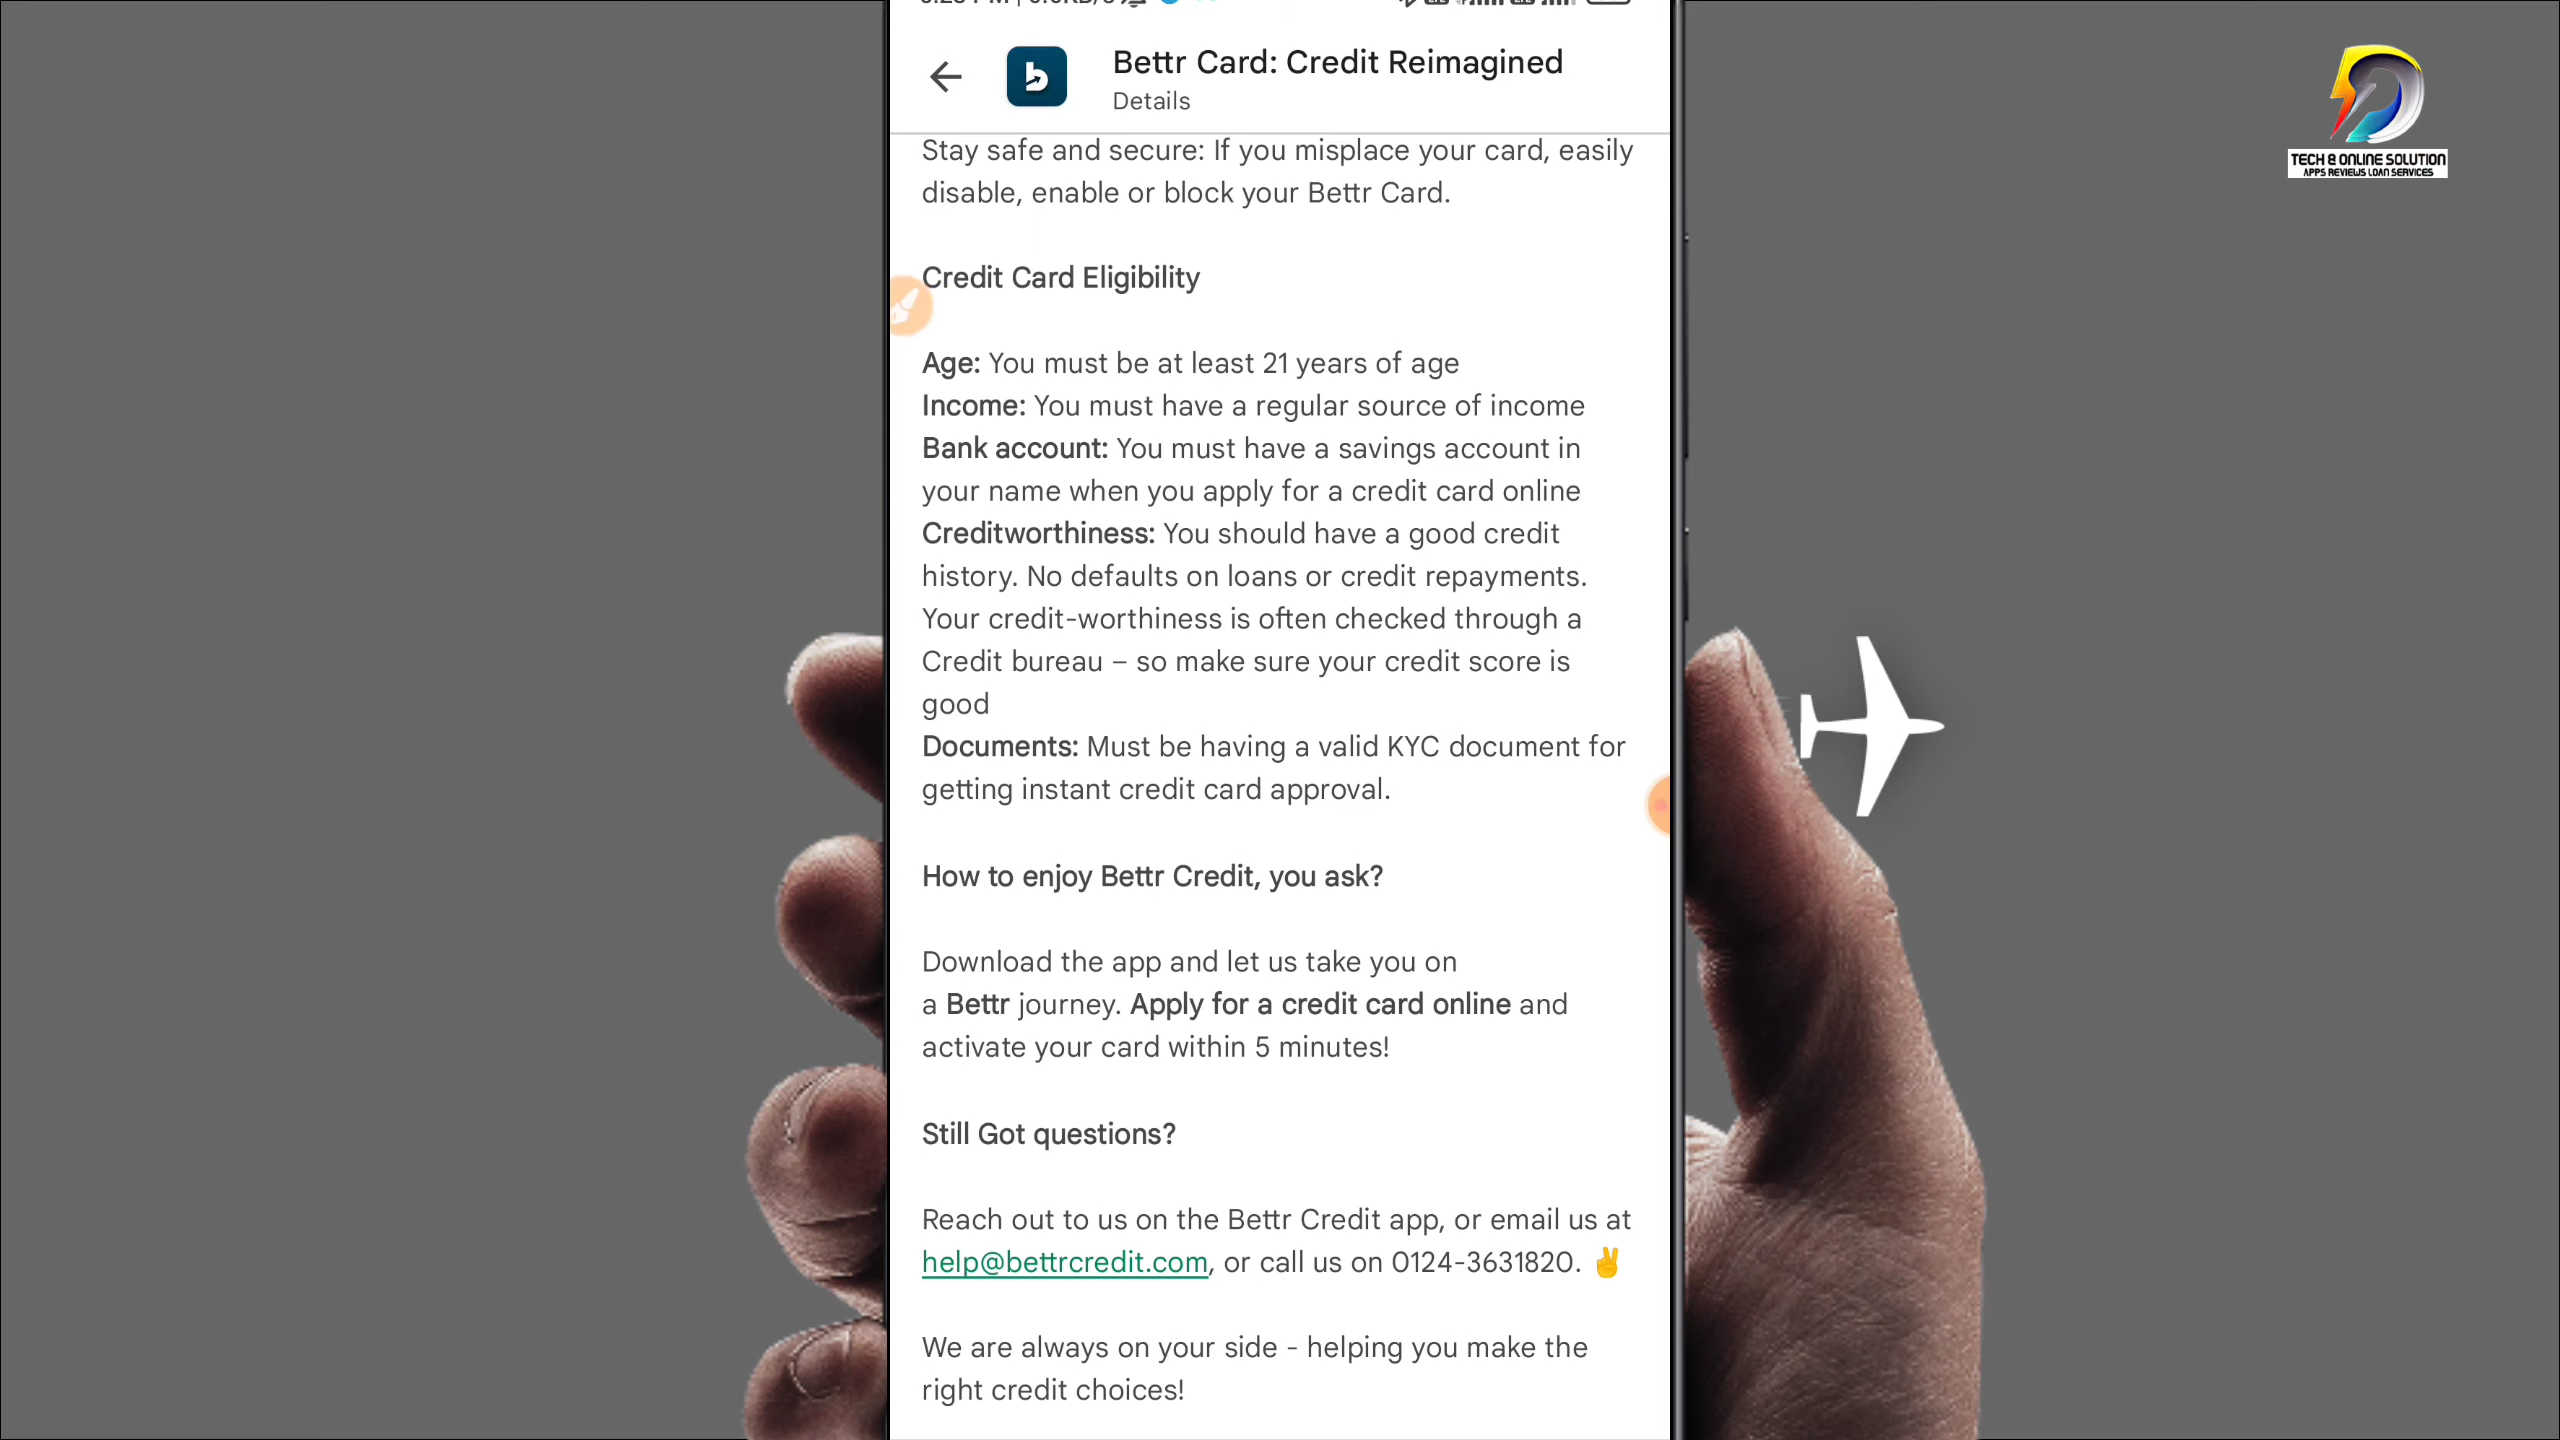 Bettr Card: Credit Reimagined
Details
TECH & ONLINE SOLUTION
APPS REVIEWS LOAN SERVICES
Stay safe and secure: If you misplace your card, easily
disable, enable or block your Bettr Card.
Credit Card Eligibility
Age: You must be at least 21 years of age
Income: You must have a regular source of income
Bank account: You must have a savings account in
your name when you apply for a credit card online
Creditworthiness: You should have a good credit
history. No defaults on loans or credit repayments.
Your credit-worthiness is often checked through a
Credit bureau – so make sure your credit score is
good
Documents: Must be having a valid KYC document for
getting instant credit card approval.
How to enjoy Bettr Credit, you ask?
Download the app and let us take you on
a Bettr journey. Apply for a credit card online and
activate your card within 5 minutes!
Still Got questions?
Reach out to us on the Bettr Credit app, or email us at
help@bettrcredit.com, or call us on 0124-3631820. ✌️
We are always on your side - helping you make the
right credit choices!